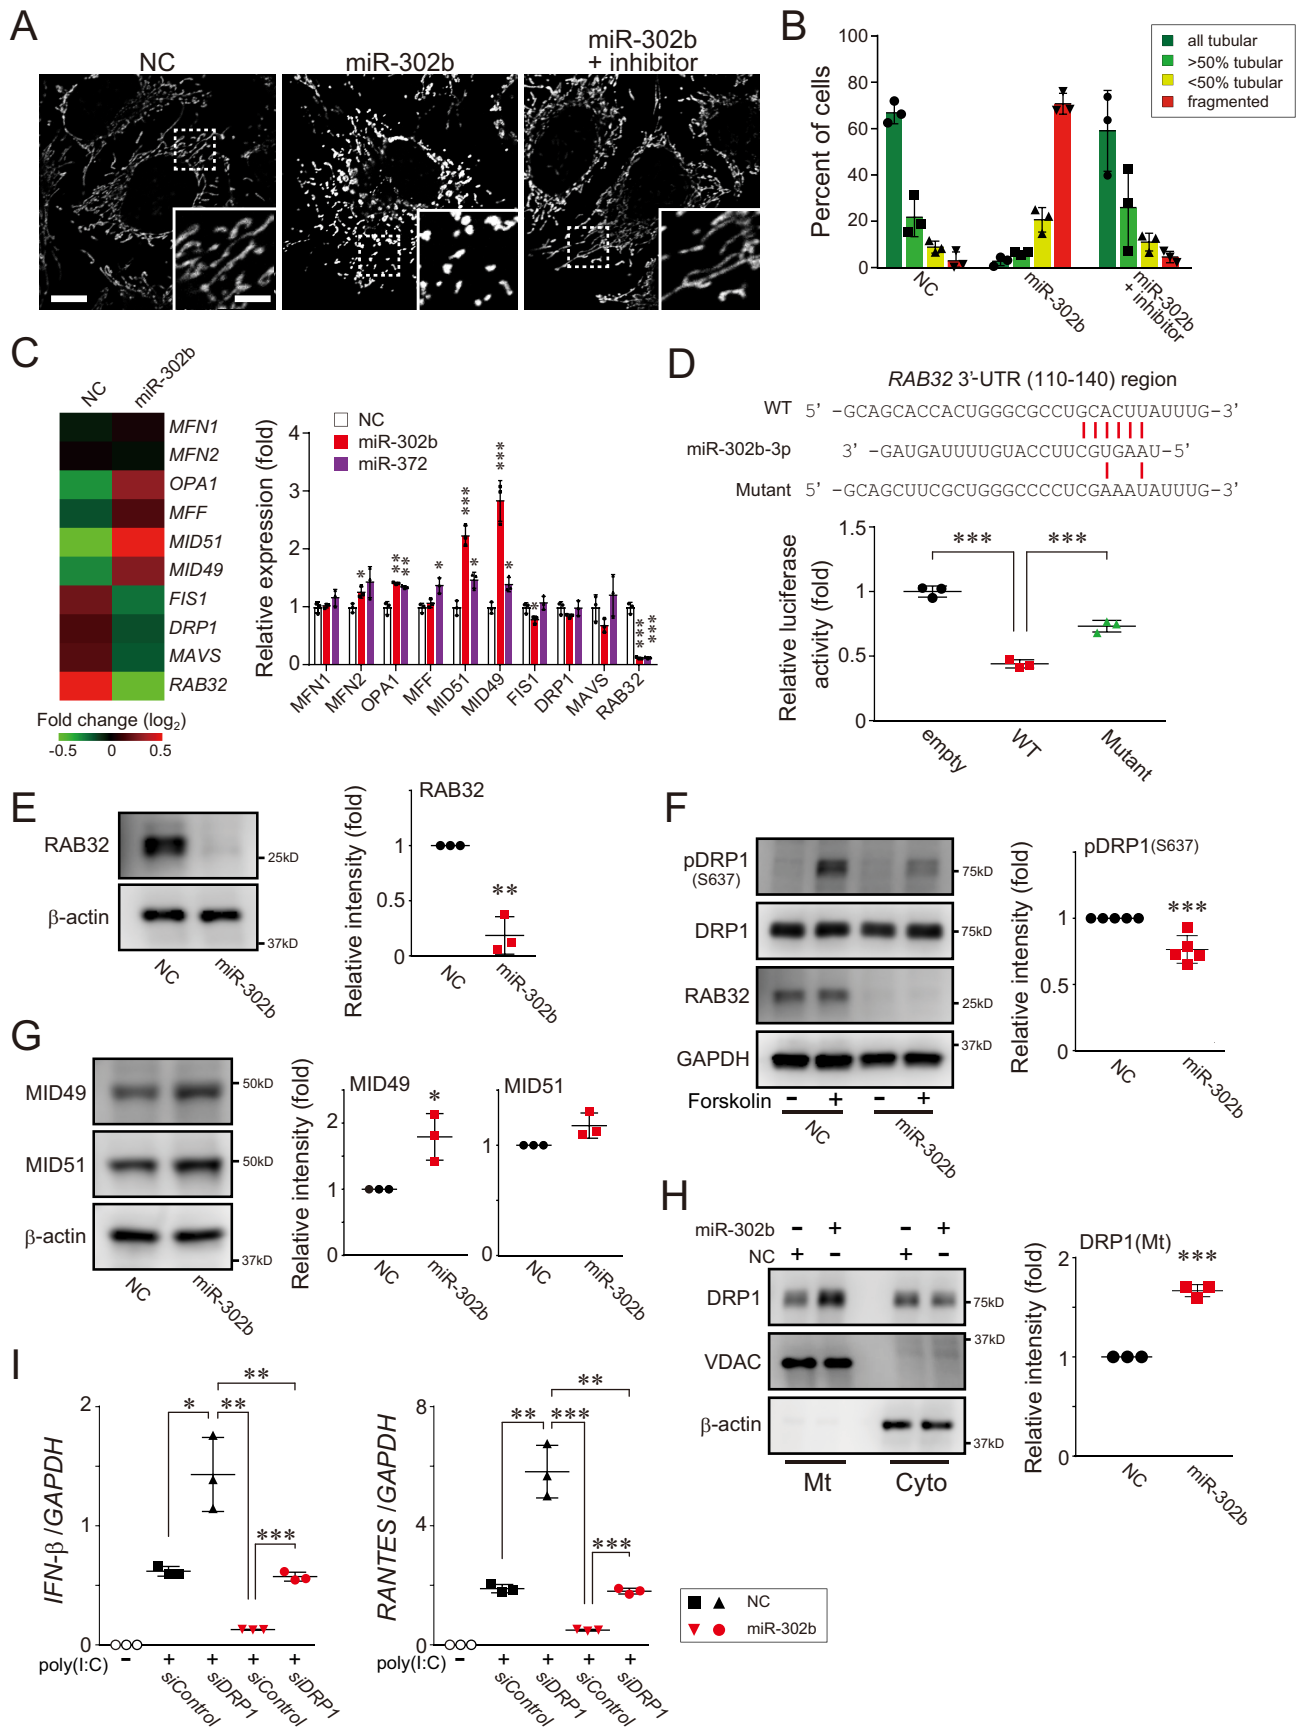 A
NC
miR-302b
miR-302b
+ inhibitor
B
Percent of cells
100
80
60
40
20
0
NC
miR-302b
miR-302b
+ inhibitor
all tubular
>50% tubular
<50% tubular
fragmented
C
NC
miR-302b
MFN1
MFN2
OPA1
MFF
MID51
MID49
FIS1
DRP1
MAVS
RAB32
Fold change (log2)
-0.5 0 0.5
Relative expression (fold)
4
3
2
1
0
NC
miR-302b
miR-372
*
**
**
*
***
*
***
*
*
***
***
MFN1
MFN2
OPA1
MFF
MID51
MID49
FIS1
DRP1
MAVS
RAB32
D
RAB32 3'-UTR (110-140) region
WT 5' -GCAGCACCACUGGGCGCCUGCACUUAUUUG-3'
miR-302b-3p 3' -GAUGAUUUUGUACCUUCGUGAAU-5'
Mutant 5' -GCAGCUUCGCUGGGCCCCUCGAAAUAUUUG-3'
Relative luciferase
activity (fold)
1.5
1
0.5
0
*** ***
empty
WT
Mutant
E
RAB32
β-actin
25kD
37kD
NC
miR-302b
Relative intensity (fold)
RAB32
1
0.5
0
**
NC
miR-302b
F
pDRP1
(S637)
DRP1
RAB32
GAPDH
75kD
75kD
25kD
37kD
Forskolin - + - +
NC
miR-302b
Relative intensity (fold)
pDRP1(S637)
1
0.5
0
***
NC
miR-302b
G
MID49
MID51
β-actin
50kD
50kD
37kD
NC
miR-302b
Relative intensity (fold)
MID49
2
1
0
*
NC
miR-302b
MID51
1
0
NC
miR-302b
H
miR-302b - + - +
NC + - + -
DRP1
VDAC
β-actin
75kD
37kD
37kD
Mt Cyto
Relative intensity (fold)
DRP1(Mt)
2
1
0
***
NC
miR-302b
I
IFN-β /GAPDH
2
1
0
**
* **
***
poly(I:C) - + + + +
siControl
siDRP1
siControl
siDRP1
RANTES /GAPDH
8
4
0
**
** ***
***
poly(I:C) - + + + +
siControl
siDRP1
siControl
siDRP1
NC
miR-302b